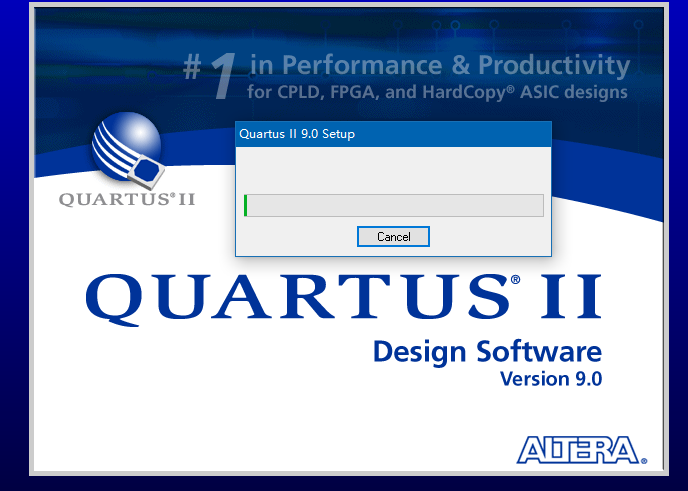 #1 in Performance & Productivity
for CPLD, FPGA, and HardCopy® ASIC designs
Quartus II 9.0 Setup
QUARTUS® II
Cancel
QUARTUS® II
Design Software
Version 9.0
ALTERA®